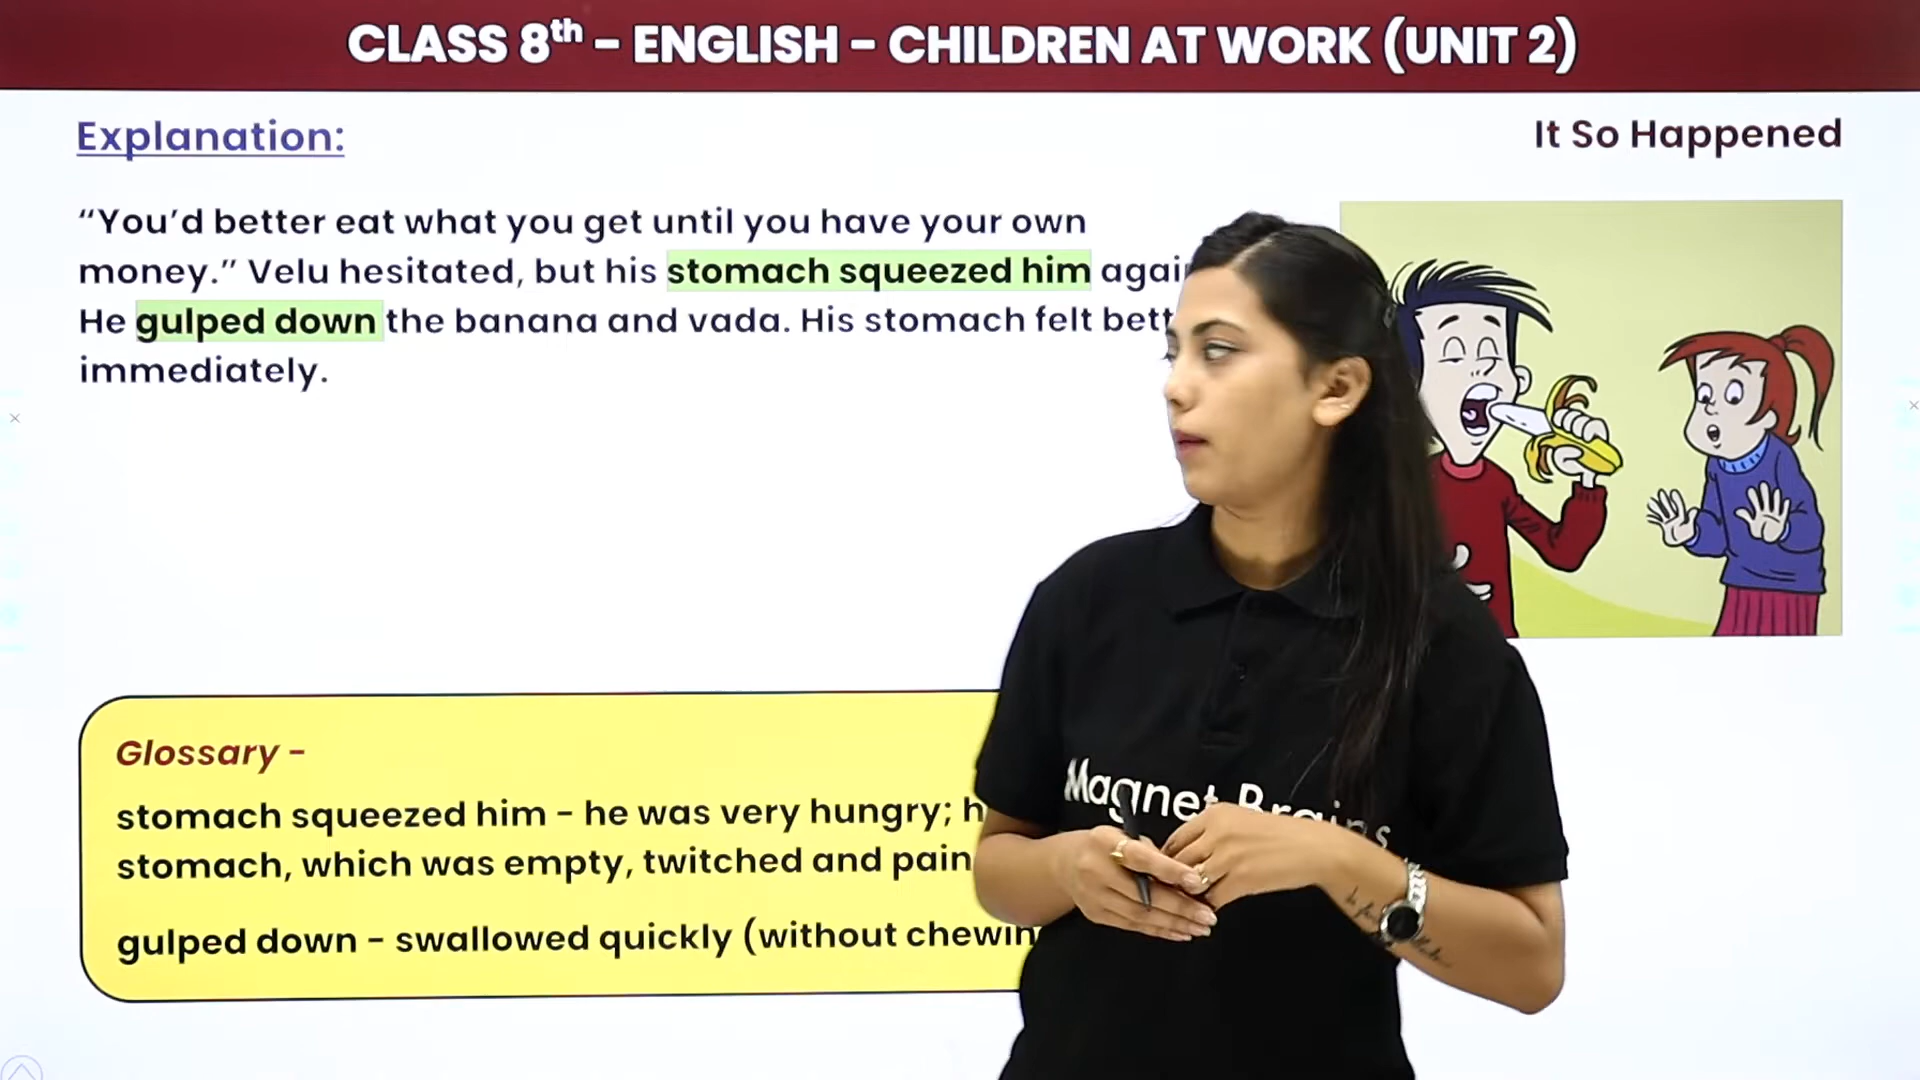 CLASS 8th – ENGLISH – CHILDREN AT WORK (UNIT 2)
Explanation:
It So Happened
“You’d better eat what you get until you have your own
money.” Velu hesitated, but his stomach squeezed him
He gulped down the banana and vada. His stomach felt
immediately.
Glossary –
stomach squeezed him – he was very hungry;
stomach, which was empty, twitched and
gulped down – swallowed quickly (without
Magnet Brains